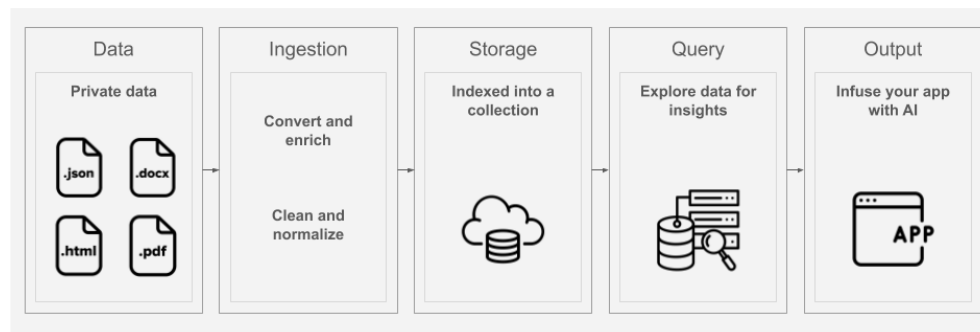 Data
Private data
.json
.docx
.html
.pdf
Ingestion
Convert and
enrich
Clean and
normalize
Storage
Indexed into a
collection
Query
Explore data for
insights
Output
Infuse your app
with AI
APP